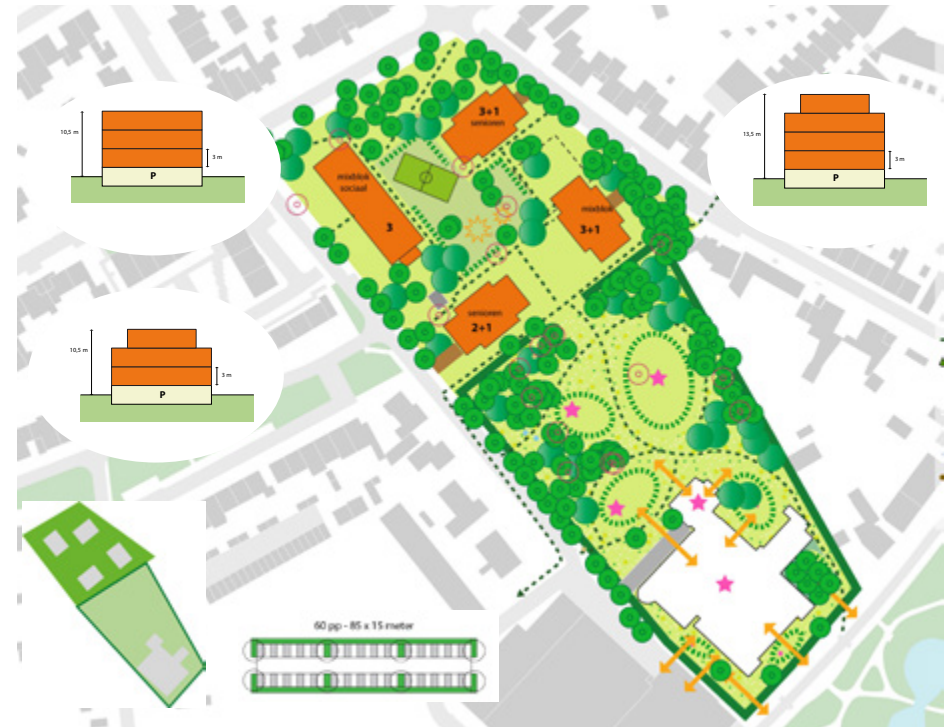 10,5 m
3 m
P
13,5 m
3 m
P
3+1
senioren
mixblok
sociaal
3
mixblok
3+1
senioren
2+1
10,5 m
3 m
P
60 pp - 85 x 15 meter